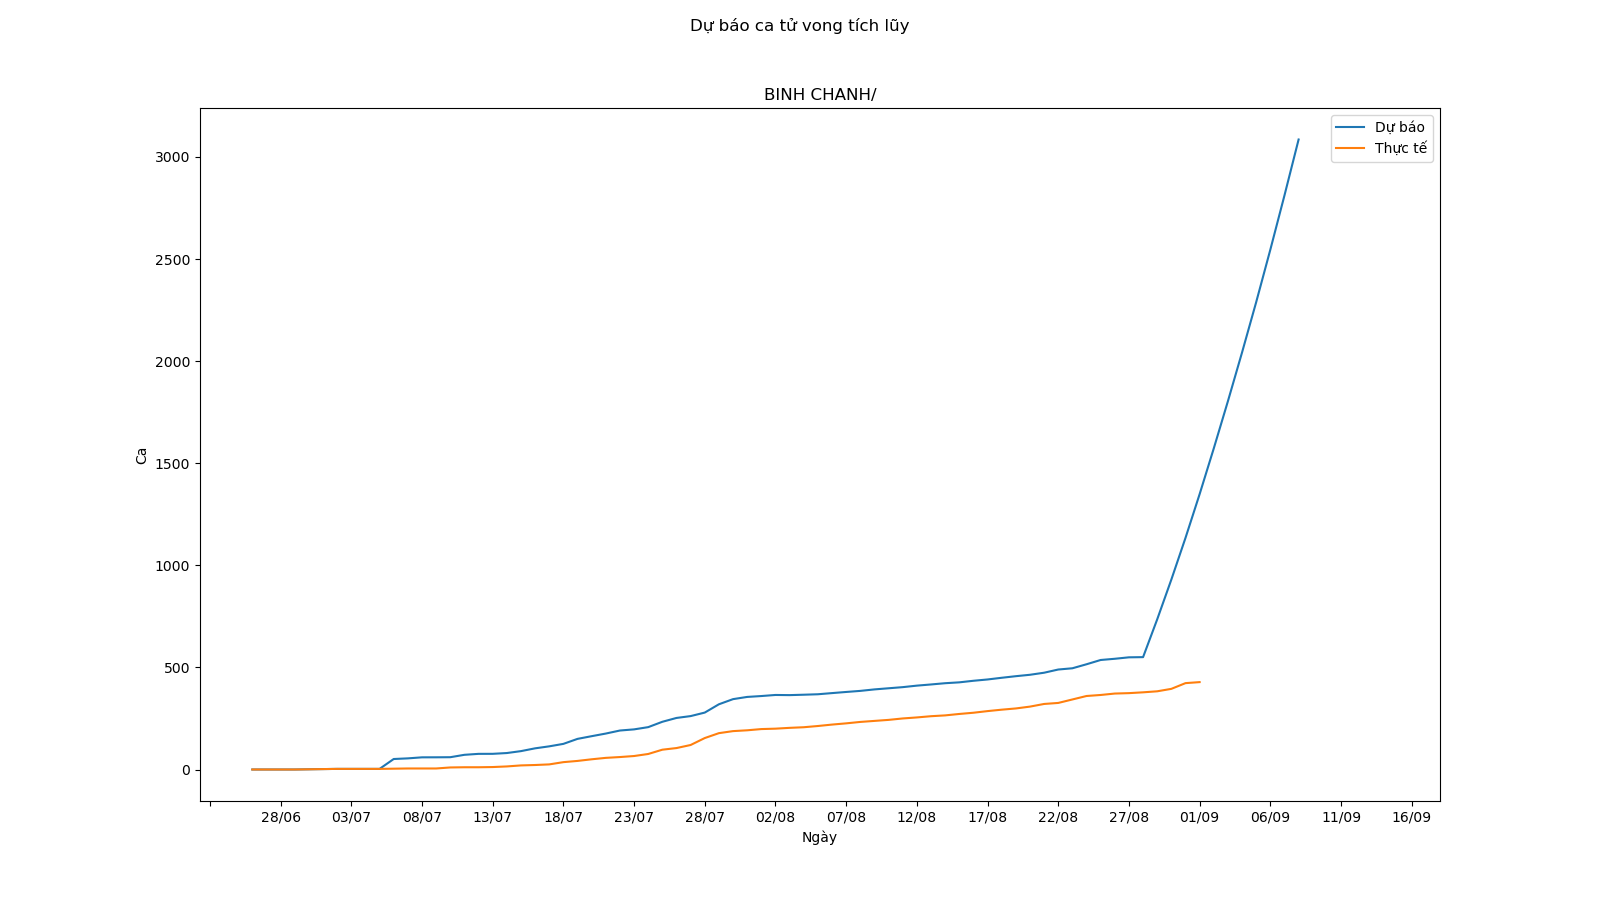 Dự báo ca tử vong tích lũy
BINH CHANH/
Dự báo
Thực tế
3000
2500
2000
1500
1000
500
0
Ca
28/06 03/07 08/07 13/07 18/07 23/07 28/07 02/08 07/08 12/08 17/08 22/08 27/08 01/09 06/09 11/09 16/09
Ngày